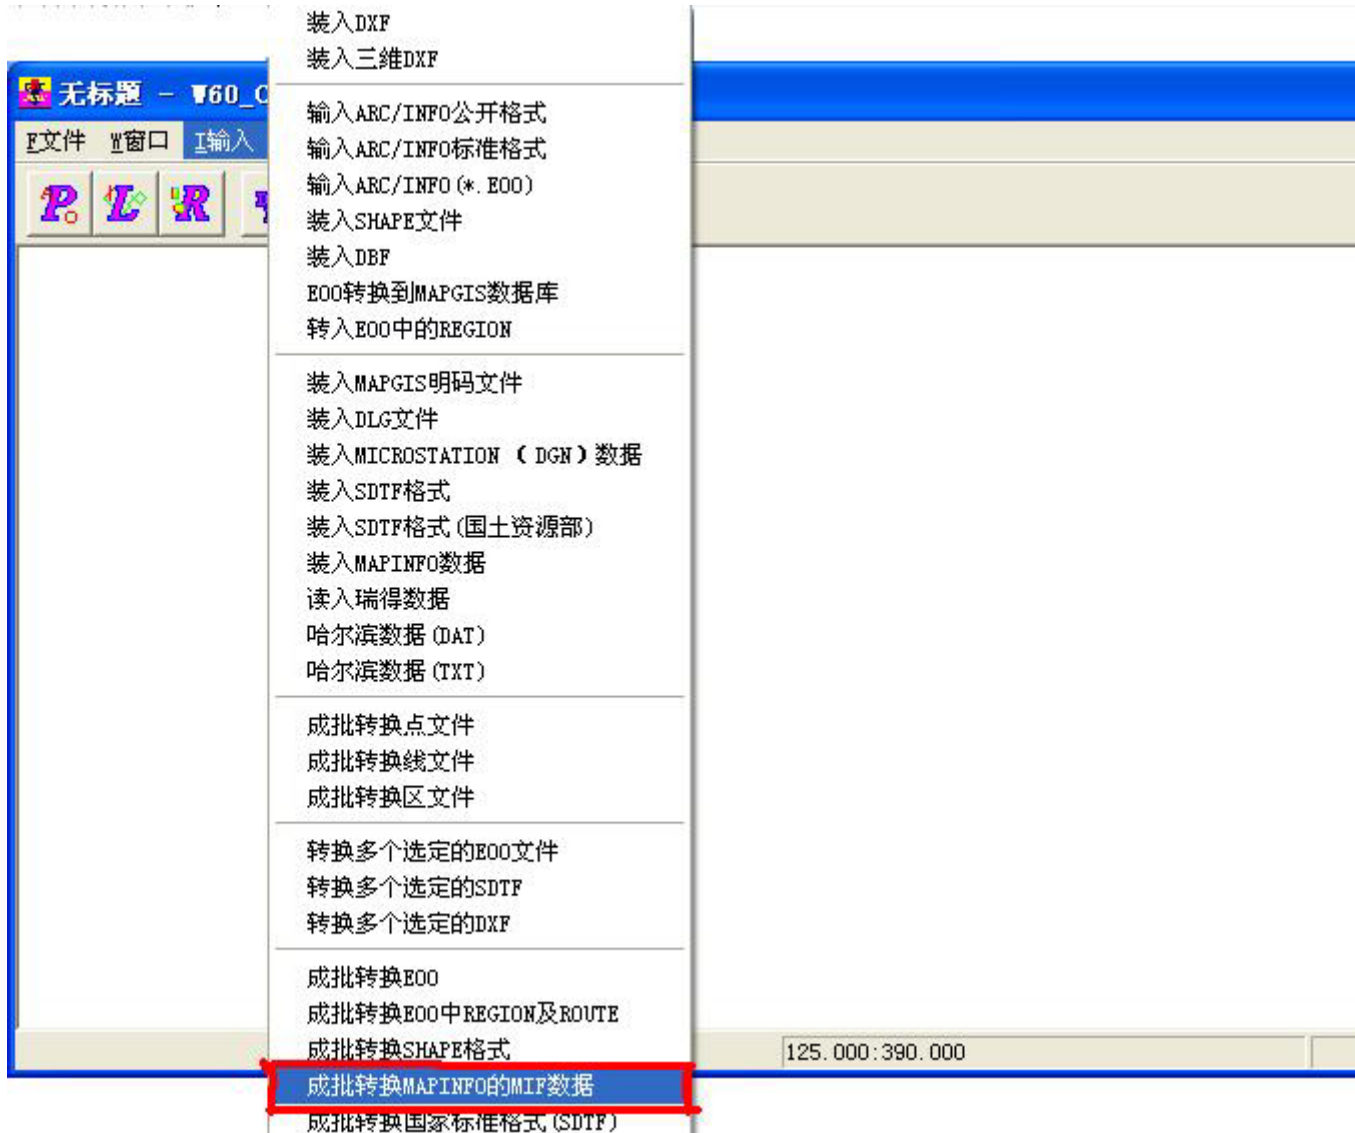 装入DXF
装入三维DXF
无标题 - W60_C
F文件 W窗口 I输入
P L R
输入ARC/INFO公开格式
输入ARC/INFO标准格式
输入ARC/INFO(*.E00)
装入SHAPE文件
装入DBF
E00转换到MAPGIS数据库
转入E00中的REGION
装入MAPGIS明码文件
装入DLG文件
装入MICROSTATION （DGN）数据
装入SDTF格式
装入SDTF格式(国土资源部)
装入MAPINFO数据
读入瑞得数据
哈尔滨数据(DAT)
哈尔滨数据(TXT)
成批转换点文件
成批转换线文件
成批转换区文件
转换多个选定的E00文件
转换多个选定的SDTF
转换多个选定的DXF
成批转换E00
成批转换E00中REGION及ROUTE
成批转换SHAPE格式
125.000:390.000
成批转换MAPINFO的MIF数据
成批转换国家标准格式(SDTF)